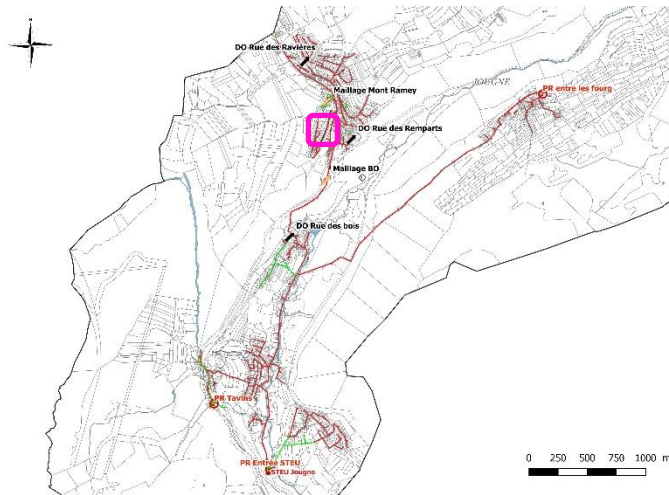 DO Rue des Ravières
Maillage Mont Ramey
JOUGNE
PR entre les fourg
DO Rue des Remparts
Maillage BO
DO Rue des bois
PR Tavins
PR Entrée STEU
STEU Jougne
0 250 500 750 1000 m